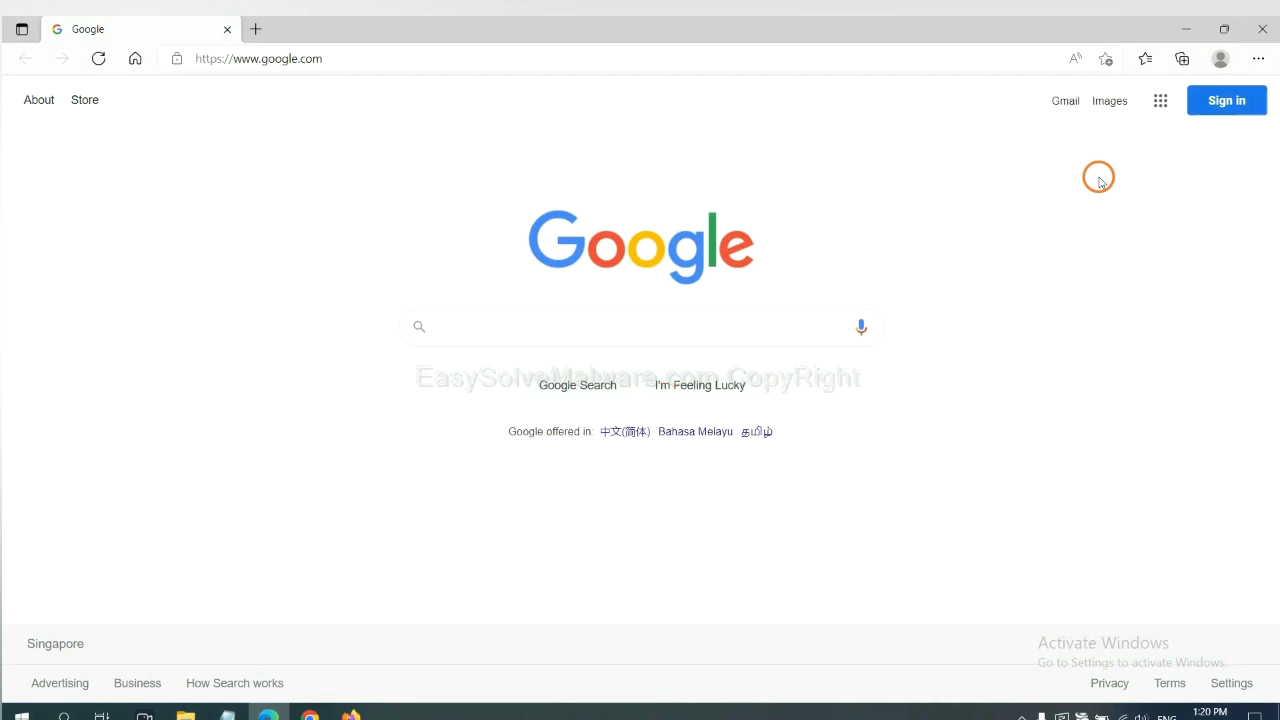 Google
https://www.google.com
About Store
Gmail Images Sign in
Google
EasySolveMalware.com CopyRight
Google Search I'm Feeling Lucky
Google offered in: 中文(简体) Bahasa Melayu தமிழ்
Singapore
Activate Windows
Go to Settings to activate Windows.
Advertising Business How Search works
Privacy Terms Settings
1:20 PM
ENG